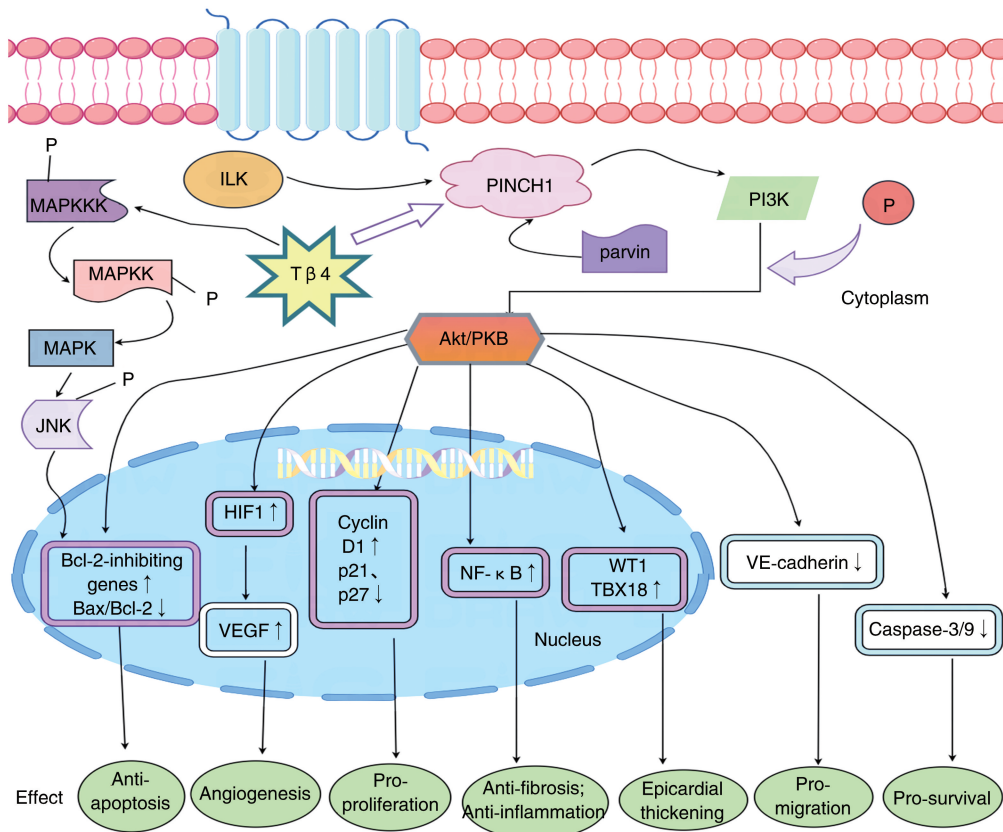 P
ILK
PINCH1
MAPKKK
PI3K
P
parvin
Tβ4
MAPKK
P
Cytoplasm
Akt/PKB
MAPK
P
JNK
HIF1 ↑
Cyclin
D1 ↑
p21、
p27 ↓
Bcl-2-inhibiting
genes ↑
Bax/Bcl-2 ↓
NF-κB ↑
WT1
TBX18 ↑
VE-cadherin ↓
VEGF ↑
Nucleus
Caspase-3/9 ↓
Effect
Anti-
apoptosis
Angiogenesis
Pro-
proliferation
Anti-fibrosis;
Anti-inflammation
Epicardial
thickening
Pro-
migration
Pro-survival